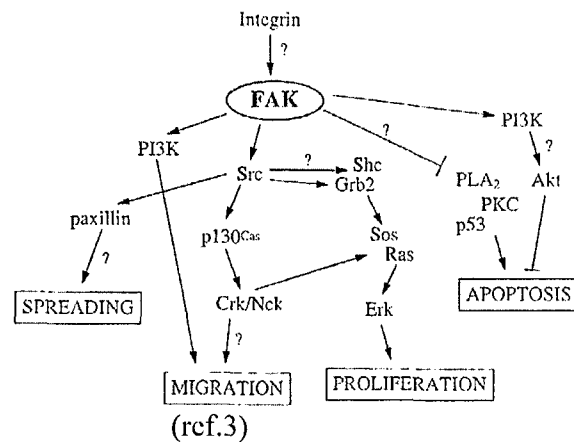 Integrin
?
FAK
PI3K
?
PI3K
?
Src
?
Shc
Grb2
PLA2
PKC
p53
Akt
paxillin
p130Cas
Sos
Ras
?
SPREADING
Crk/Nck
Erk
APOPTOSIS
?
MIGRATION
PROLIFERATION
(ref.3)